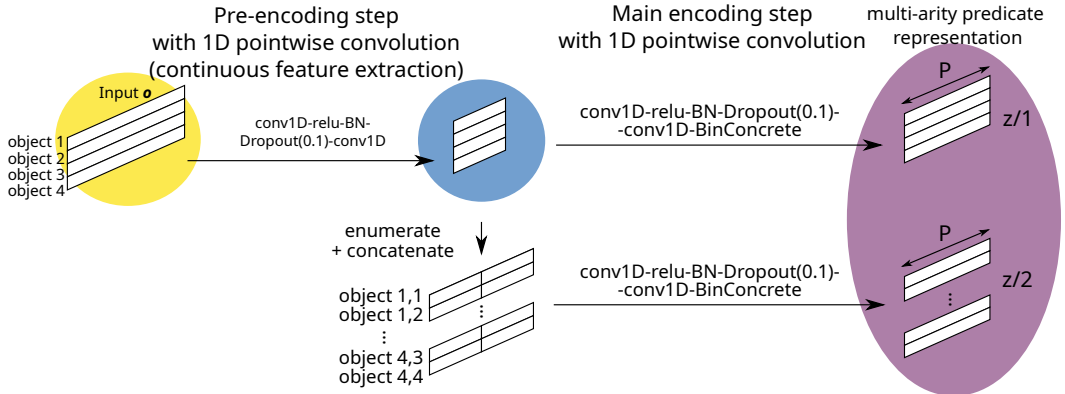 Pre-encoding step
with 1D pointwise convolution
(continuous feature extraction)
Main encoding step
with 1D pointwise convolution
multi-arity predicate
representation
Input o
object 1
object 2
object 3
object 4
conv1D-relu-BN-
Dropout(0.1)-conv1D
conv1D-relu-BN-Dropout(0.1)-
-conv1D-BinConcrete
P
z/1
enumerate
+ concatenate
object 1,1
object 1,2
⋮
object 4,3
object 4,4
⋮
conv1D-relu-BN-Dropout(0.1)-
-conv1D-BinConcrete
P
z/2
⋮